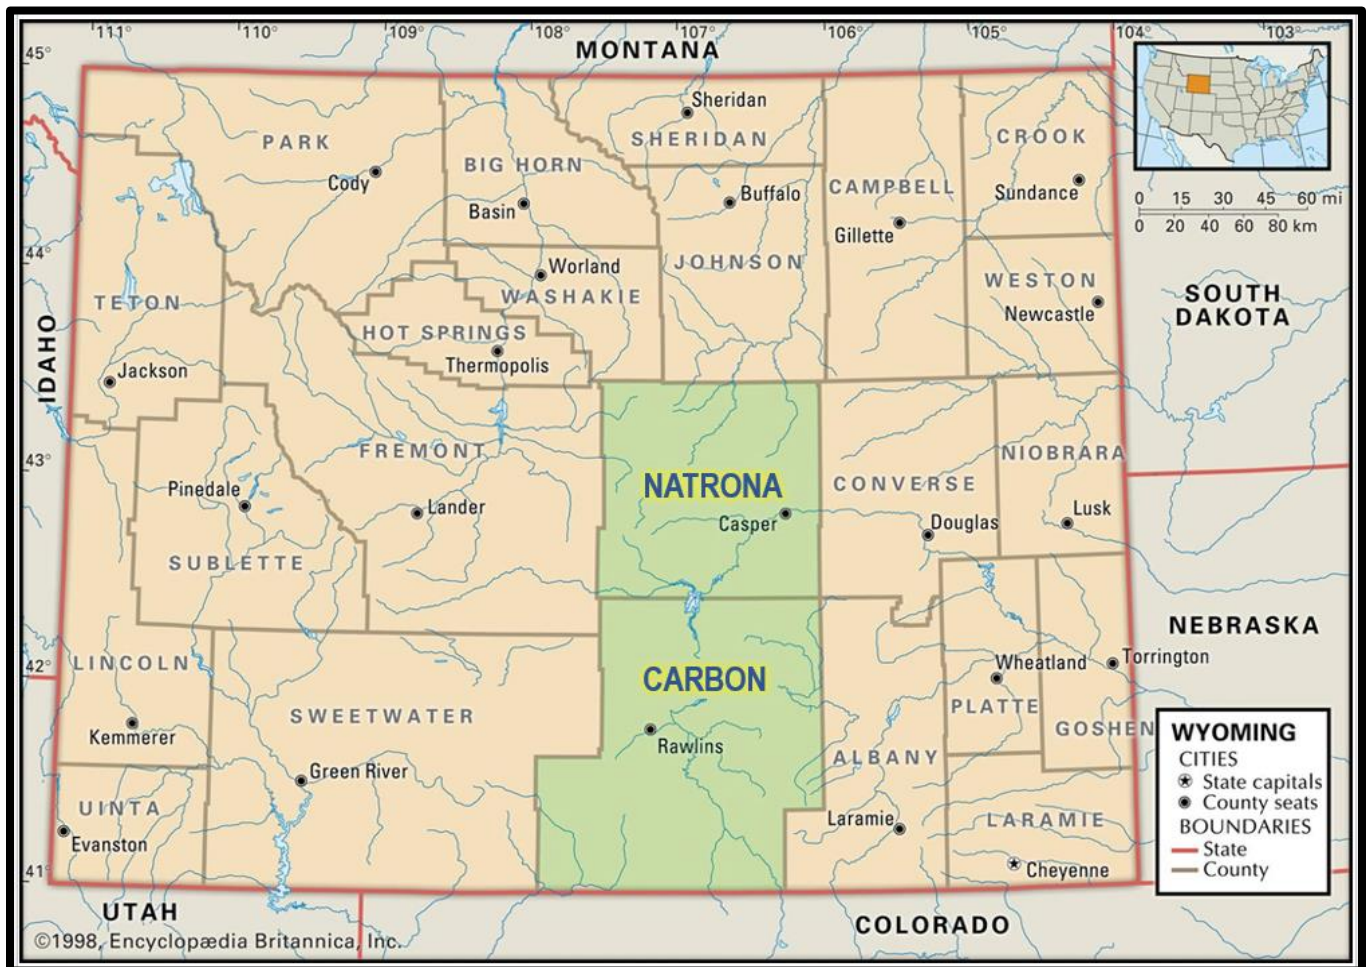 111°
110°
109°
108°
107°
106°
105°
104°
103°
45°
MONTANA
Sheridan
SHERIDAN
PARK
CROOK
BIG HORN
Cody
CAMPBELL
Sundance
Buffalo
Basin
0 15 30 45 60 mi
0 20 40 60 80 km
Gillette
44°
JOHNSON
Worland
WASHAKIE
WESTON
TETON
Newcastle
SOUTH
DAKOTA
HOT SPRINGS
Thermopolis
IDAHO
Jackson
43°
FREMONT
NIOBRARA
NATRONA
CONVERSE
Pinedale
Lander
Casper
Douglas
Lusk
SUBLETTE
NEBRASKA
42°
LINCOLN
Wheatland
Torrington
CARBON
PLATTE
SWEETWATER
GOSHEN
Kemmerer
Rawlins
ALBANY
Green River
UINTA
Laramie
LARAMIE
Evanston
41°
Cheyenne
WYOMING
CITIES
State capitals
County seats
BOUNDARIES
State
County
UTAH
COLORADO
©1998, Encyclopædia Britannica, Inc.